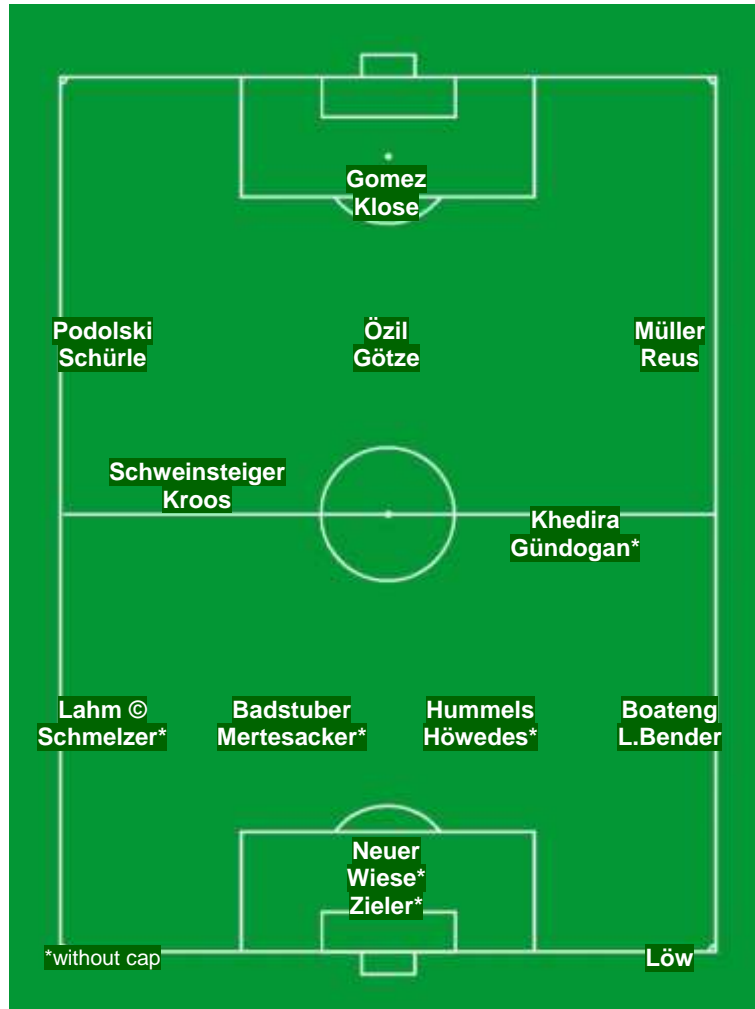 Gomez
Klose
Podolski
Schürle
Özil
Götze
Müller
Reus
Schweinsteiger
Kroos
Khedira
Gündogan*
Lahm ©
Schmelzer*
Badstuber
Mertesacker*
Hummels
Höwedes*
Boateng
L.Bender
Neuer
Wiese*
Zieler*
*without cap
Löw